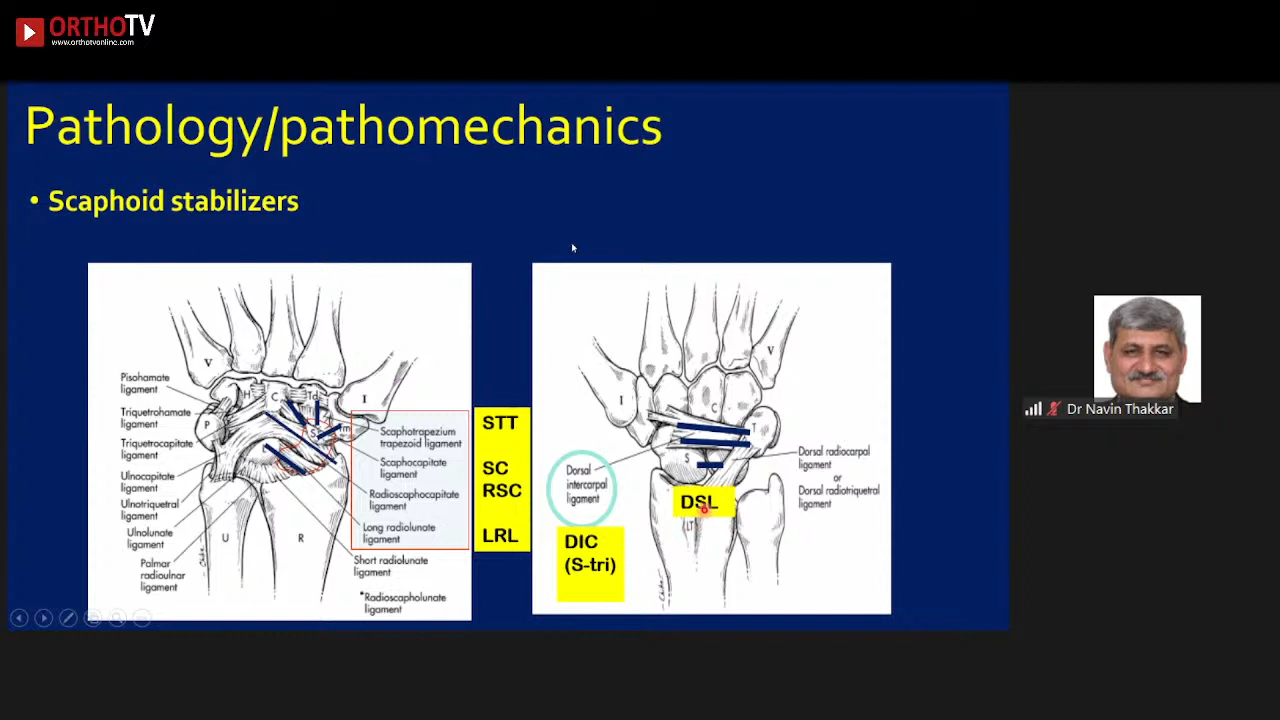 ORTHOTV
www.orthotvonline.com
Pathology/pathomechanics
• Scaphoid stabilizers
V
I
H
C
Td
P
S
U
R
Pisohamate
ligament
Triquetrohamate
ligament
Triquetrocapitate
ligament
Ulnocapitate
ligament
Ulnotriquetral
ligament
Ulnolunate
ligament
Palmar
radioulnar
ligament
Scaphotrapezium
trapezoid ligament
Scaphocapitate
ligament
Radioscaphocapitate
ligament
Long radiolunate
ligament
Short radiolunate
ligament
*Radioscapholunate
ligament
STT
SC
RSC
LRL
I
V
C
T
S
LT
Dorsal
intercarpal
ligament
Dorsal radiocarpal
ligament
or
Dorsal radiotriquetral
ligament
DSL
DIC
(S-tri)
Dr Navin Thakkar